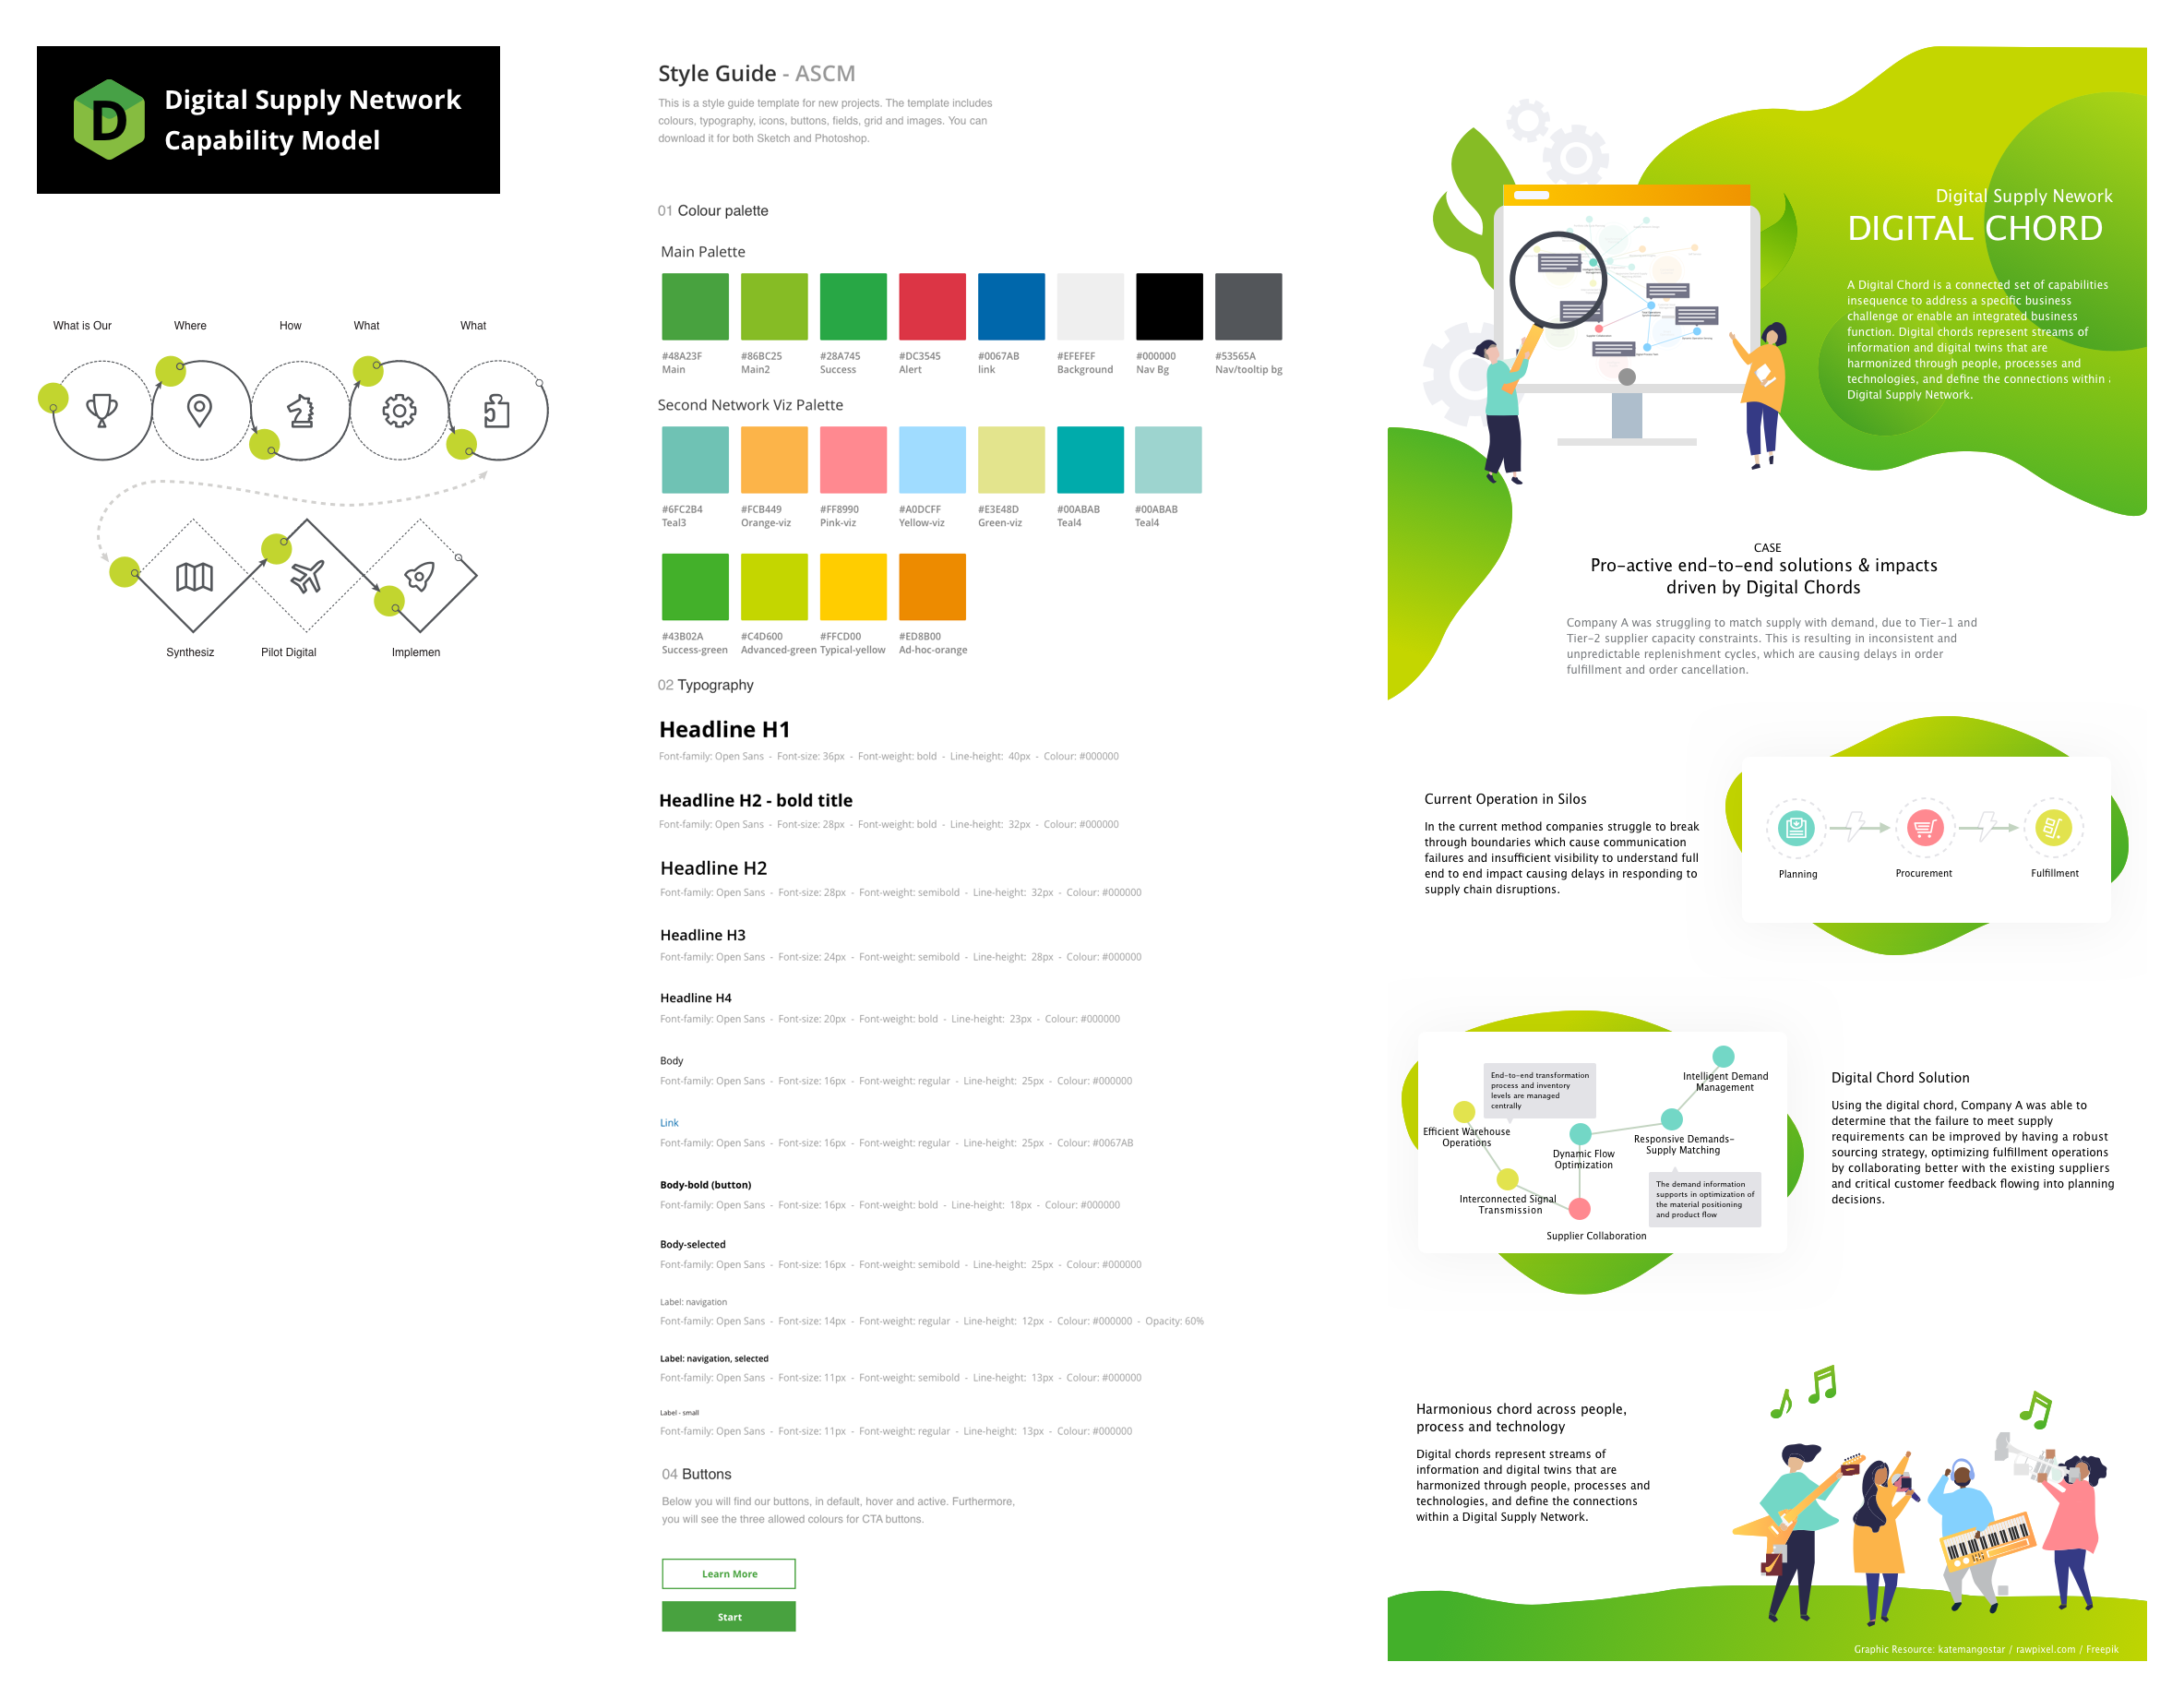 D
Digital Supply Network
Capability Model
What is Our
Where
How
What
What
Synthesiz
Pilot Digital
Implemen
Style Guide - ASCM
This is a style guide template for new projects. The template includes
colours, typography, icons, buttons, fields, grid and images. You can
download it for both Sketch and Photoshop.
01 Colour palette
Main Palette
#48A23F
Main
#86BC25
Main2
#28A745
Success
#DC3545
Alert
#0067AB
link
#EFEFEF
Background
#000000
Nav Bg
#53565A
Nav/tooltip bg
Second Network Viz Palette
#6FC2B4
Teal3
#FCB449
Orange-viz
#FF8990
Pink-viz
#A0DCFF
Yellow-viz
#E3E48D
Green-viz
#00ABAB
Teal4
#00ABAB
Teal4
#43B02A
Success-green
#C4D600
Advanced-green
#FFCD00
Typical-yellow
#ED8B00
Ad-hoc-orange
02 Typography
Headline H1
Font-family: Open Sans - Font-size: 36px - Font-weight: bold - Line-height: 40px - Colour: #000000
Headline H2 - bold title
Font-family: Open Sans - Font-size: 28px - Font-weight: bold - Line-height: 32px - Colour: #000000
Headline H2
Font-family: Open Sans - Font-size: 28px - Font-weight: semibold - Line-height: 32px - Colour: #000000
Headline H3
Font-family: Open Sans - Font-size: 24px - Font-weight: semibold - Line-height: 28px - Colour: #000000
Headline H4
Font-family: Open Sans - Font-size: 20px - Font-weight: bold - Line-height: 23px - Colour: #000000
Body
Font-family: Open Sans - Font-size: 16px - Font-weight: regular - Line-height: 25px - Colour: #000000
Link
Font-family: Open Sans - Font-size: 16px - Font-weight: regular - Line-height: 25px - Colour: #0067AB
Body-bold (button)
Font-family: Open Sans - Font-size: 16px - Font-weight: bold - Line-height: 18px - Colour: #000000
Body-selected
Font-family: Open Sans - Font-size: 16px - Font-weight: semibold - Line-height: 25px - Colour: #000000
Label: navigation
Font-family: Open Sans - Font-size: 14px - Font-weight: regular - Line-height: 12px - Colour: #000000 - Opacity: 60%
Label: navigation, selected
Font-family: Open Sans - Font-size: 11px - Font-weight: semibold - Line-height: 13px - Colour: #000000
Label - small
Font-family: Open Sans - Font-size: 11px - Font-weight: regular - Line-height: 13px - Colour: #000000
04 Buttons
Below you will find our buttons, in default, hover and active. Furthermore,
you will see the three allowed colours for CTA buttons.
Learn More
Start
Digital Supply Nework
DIGITAL CHORD
A Digital Chord is a connected set of capabilities
insequence to address a specific business
challenge or enable an integrated business
function. Digital chords represent streams of
information and digital twins that are
harmonized through people, processes and
technologies, and define the connections within
Digital Supply Network.
CASE
Pro-active end-to-end solutions & impacts
driven by Digital Chords
Company A was struggling to match supply with demand, due to Tier-1 and
Tier-2 supplier capacity constraints. This is resulting in inconsistent and
unpredictable replenishment cycles, which are causing delays in order
fulfillment and order cancellation.
Current Operation in Silos
In the current method companies struggle to break
through boundaries which cause communication
failures and insufficient visibility to understand full
end to end impact causing delays in responding to
supply chain disruptions.
Planning
Procurement
Fulfillment
End-to-end transformation
process and inventory
levels are managed
centrally
Intelligent Demand
Management
Efficient Warehouse
Operations
Dynamic Flow
Optimization
Responsive Demands-
Supply Matching
Interconnected Signal
Transmission
The demand information
supports in optimization of
the material positioning
and product flow
Supplier Collaboration
Digital Chord Solution
Using the digital chord, Company A was able to
determine that the failure to meet supply
requirements can be improved by having a robust
sourcing strategy, optimizing fulfillment operations
by collaborating better with the existing suppliers
and critical customer feedback flowing into planning
decisions.
Harmonious chord across people,
process and technology
Digital chords represent streams of
information and digital twins that are
harmonized through people, processes and
technologies, and define the connections
within a Digital Supply Network.
Graphic Resource: katemangostar / rawpixel.com / Freepik